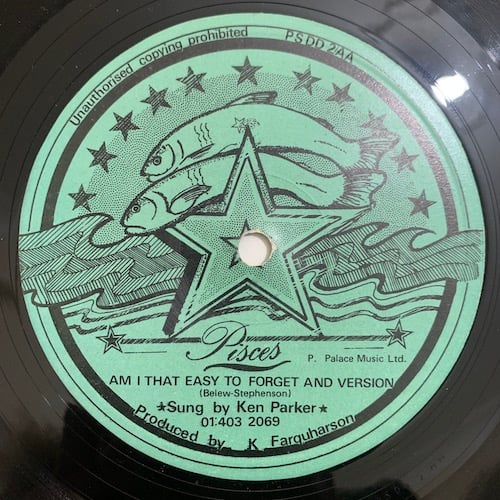 Unauthorised copying prohibited
P.S.DD 2AA
Pisces
P. Palace Music Ltd.
AM I THAT EASY TO FORGET AND VERSION
(Belew-Stephenson)
★Sung by Ken Parker★
01:403 2069
Produced by K Farquharson